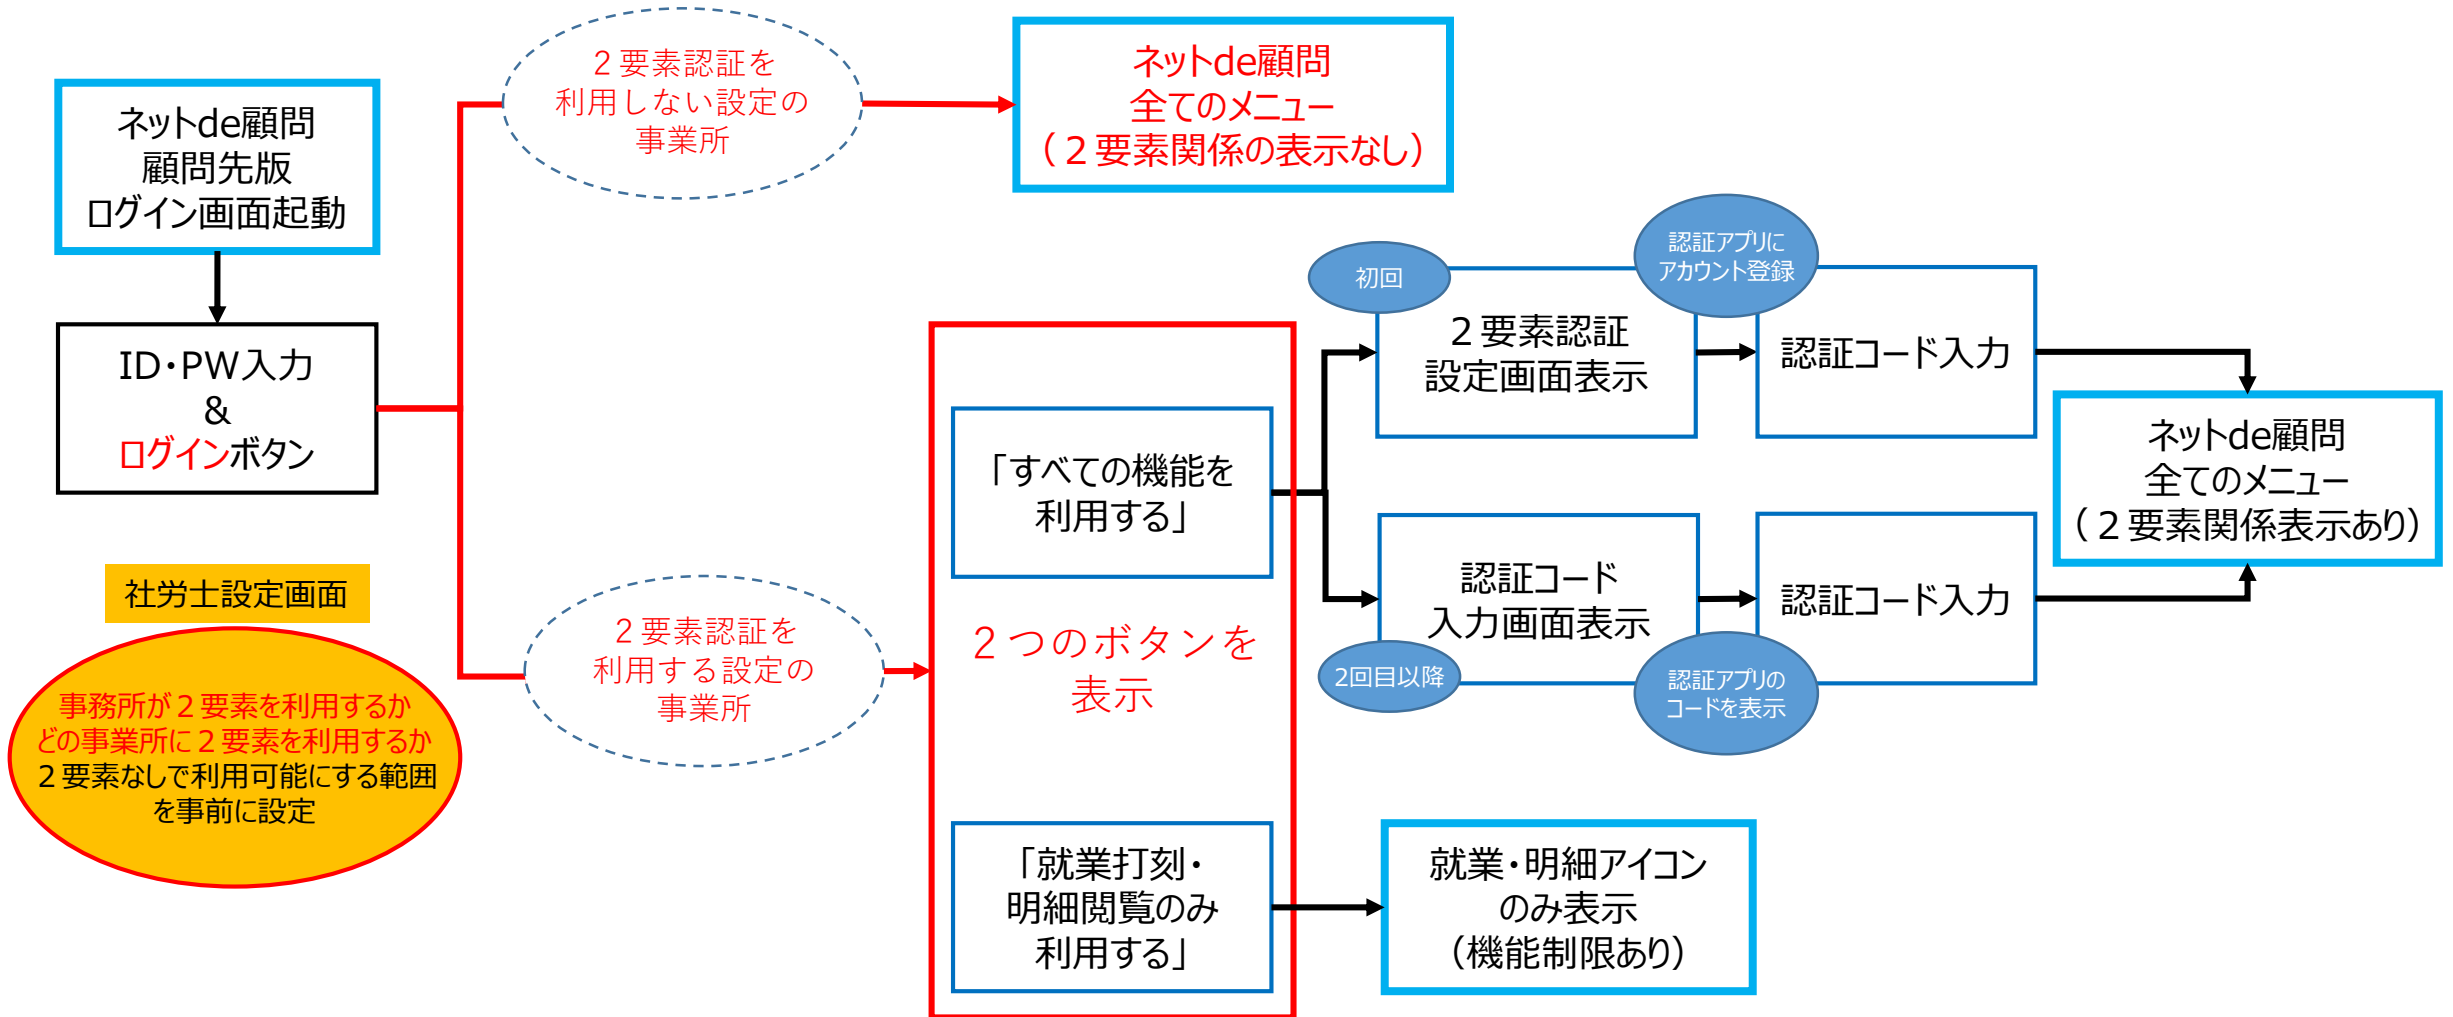 ネットde顧問
顧問先版
ログイン画面起動
ID・PW入力
&
ログインボタン
社労士設定画面
事務所が２要素を利用するか
どの事業所に２要素を利用するか
２要素なしで利用可能にする範囲
を事前に設定
２要素認証を
利用しない設定の
事業所
ネットde顧問
全てのメニュー
（２要素関係の表示なし）
２要素認証を
利用する設定の
事業所
「すべての機能を
利用する」
２つのボタンを
表示
「就業打刻・
明細閲覧のみ
利用する」
初回
２要素認証
設定画面表示
認証アプリに
アカウント登録
認証コード入力
認証コード
入力画面表示
2回目以降
認証アプリの
コードを表示
認証コード入力
ネットde顧問
全てのメニュー
（２要素関係表示あり）
就業・明細アイコン
のみ表示
（機能制限あり）